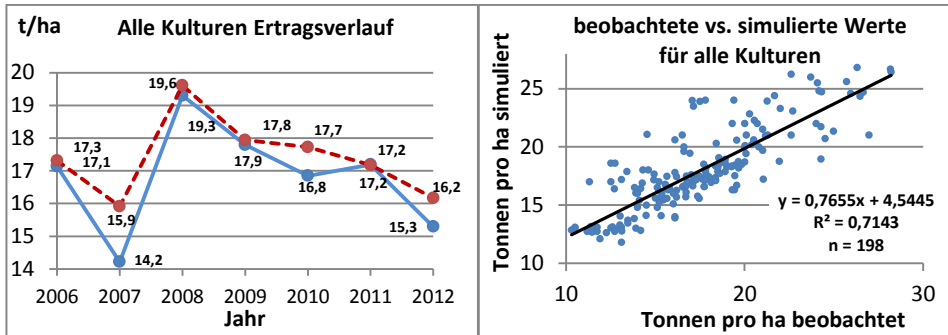 t/ha
Alle Kulturen Ertragsverlauf
20
19
18
17
16
15
14
17,3
17,1
15,9
14,2
19,6
19,3
17,8
17,9
17,7
16,8
17,2
17,2
16,2
15,3
2006 2007 2008 2009 2010 2011 2012
Jahr
beobachtete vs. simulierte Werte
für alle Kulturen
Tonnen pro ha simuliert
25
20
15
10
y = 0,7655x + 4,5445
R² = 0,7143
n = 198
10 20 30
Tonnen pro ha beobachtet